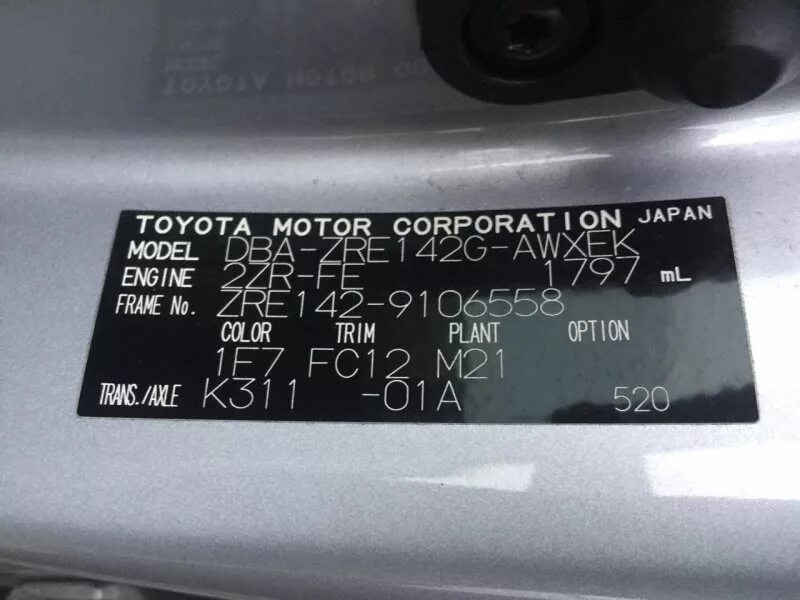 TOYOTA MOTOR CORPORATION JAPAN
MODEL DBA-ZRE142G-AWXEK
ENGINE 2ZR-FE 1797 mL
FRAME No. ZRE142-9106558
COLOR TRIM PLANT OPTION
1F7 FC12 M21
TRANS./AXLE K311 -01A 520